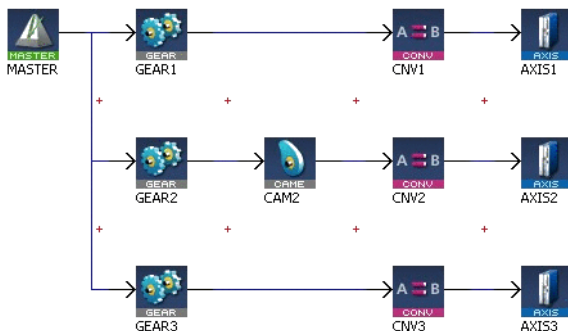 MASTER GEAR A B CONV AXIS
MASTER GEAR1 CNV1 AXIS1
GEAR CAME A B CONV AXIS
GEAR2 CAM2 CNV2 AXIS2
GEAR A B CONV AXIS
GEAR3 CNV3 AXIS3